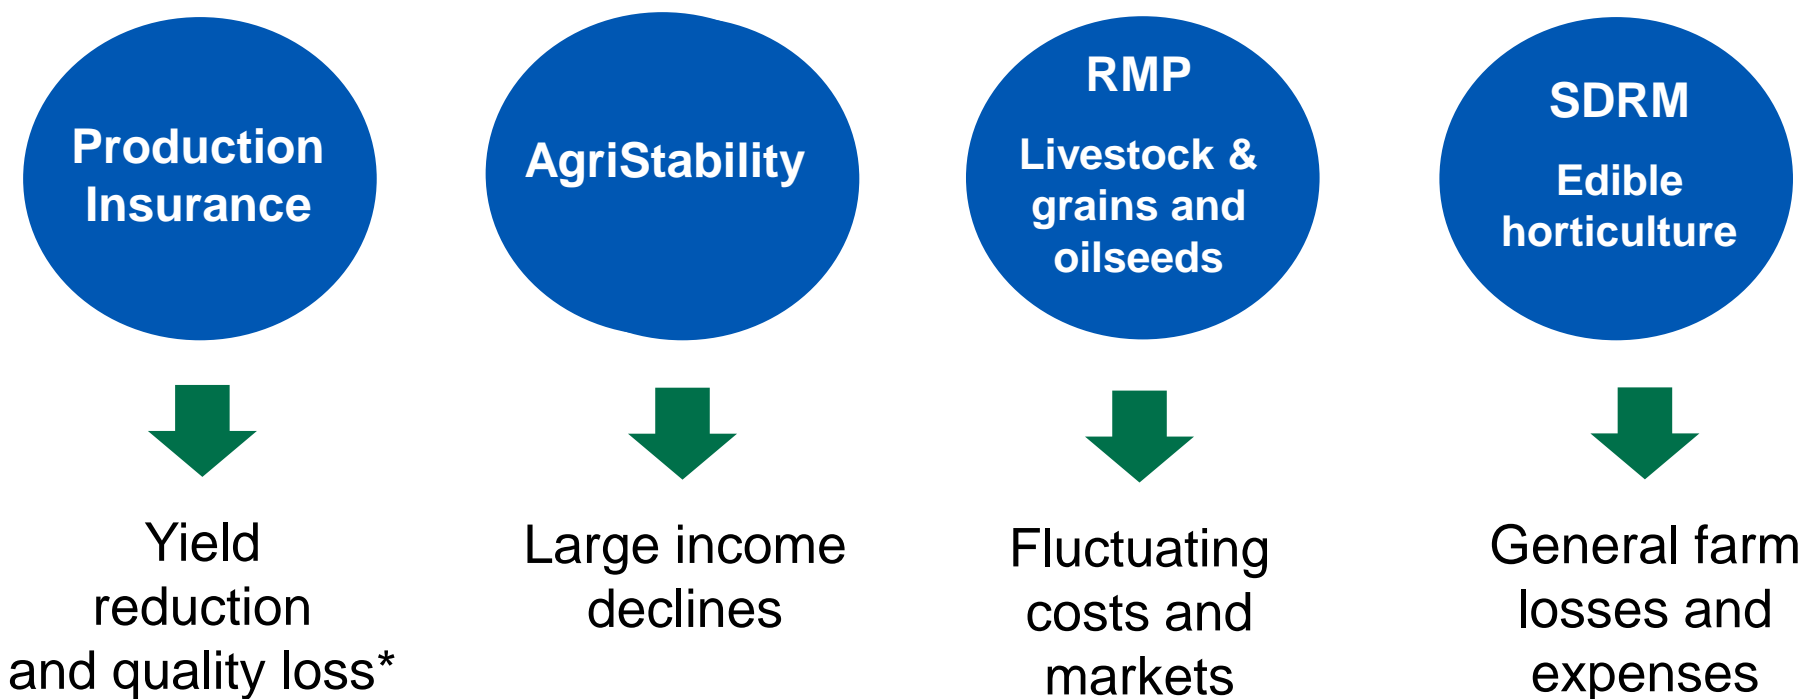 Production
Insurance
Yield
reduction
and quality loss*
AgriStability
Large income
declines
RMP
Livestock &
grains and
oilseeds
Fluctuating
costs and
markets
SDRM
Edible
horticulture
General farm
losses and
expenses